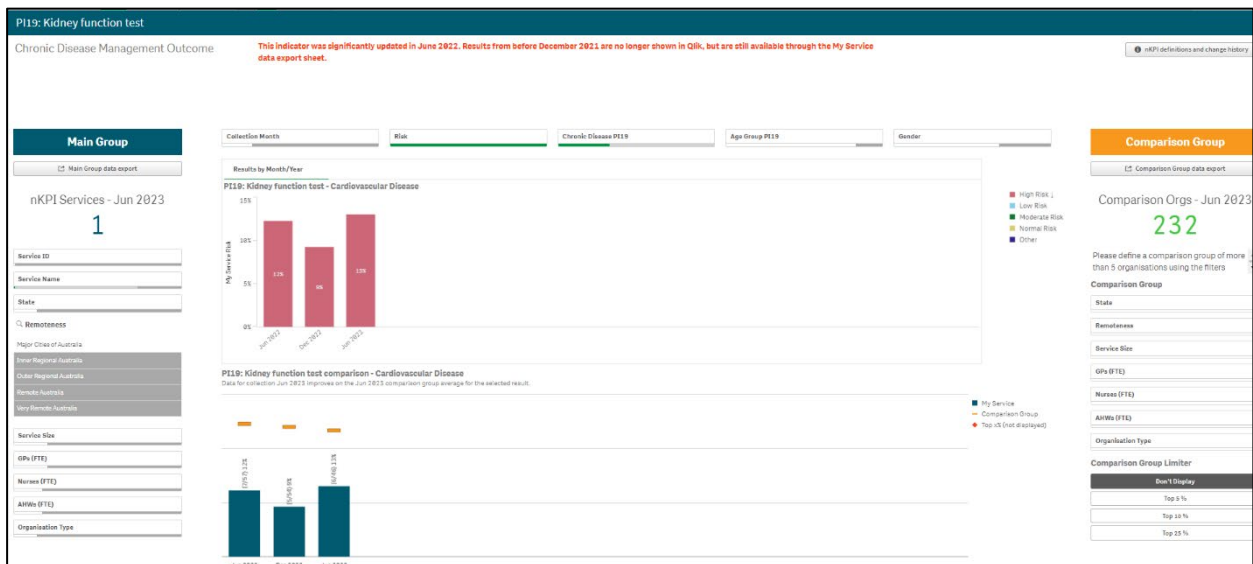 PI19: Kidney function test
Chronic Disease Management Outcome
This indicator was significantly updated in June 2022. Results from before December 2021 are no longer shown in Qlik, but are still available through the My Service
data export sheet.
nKPI definitions and change history
Main Group
Main Group data export
nKPI Services - Jun 2023
1
Service ID
Service Name
State
Remoteness
Major Cities of Australia
Inner Regional Australia
Outer Regional Australia
Remote Australia
Very Remote Australia
Service Size
GPs (FTE)
Nurses (FTE)
AHWs (FTE)
Organisation Type
Collection Month
Risk
Chronic Disease PI19
Age Group PI19
Gender
Results by Month/Year
PI19: Kidney function test - Cardiovascular Disease
My Service Risk
15%
10%
5%
0%
12%
9%
13%
Jun 2022
Dec 2022
Jun 2023
High Risk ↓
Low Risk
Moderate Risk
Normal Risk
Other
PI19: Kidney function test comparison - Cardiovascular Disease
Data for collection Jun 2023 improves on the Jun 2023 comparison group average for the selected result.
(7/57) 12%
(5/54) 9%
(6/46) 13%
My Service
Comparison Group
Top x% (not displayed)
Comparison Group
Comparison Group data export
Comparison Orgs - Jun 2023
232
Please define a comparison group of more
than 5 organisations using the filters
Comparison Group
State
Remoteness
Service Size
GPs (FTE)
Nurses (FTE)
AHWs (FTE)
Organisation Type
Comparison Group Limiter
Don't Display
Top 5 %
Top 10 %
Top 25 %